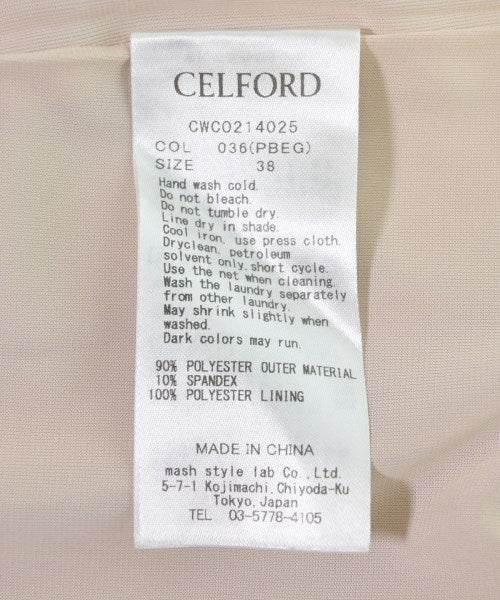 CELFORD
CWCO214025
COL 036(PBEG)
SIZE 38
Hand wash cold.
Do not bleach.
Do not tumble dry.
Line dry in shade.
Cool iron, use press cloth.
Dryclean, petroleum
solvent only, short cycle.
Use the net when cleaning.
Wash the laundry separately
from other laundry.
May shrink slightly when
washed.
Dark colors may run.
90% POLYESTER OUTER MATERIAL
10% SPANDEX
100% POLYESTER LINING
MADE IN CHINA
mash style lab Co.,Ltd.
5-7-1 Kojimachi,Chiyoda-Ku
Tokyo,Japan
TEL 03-5778-4105